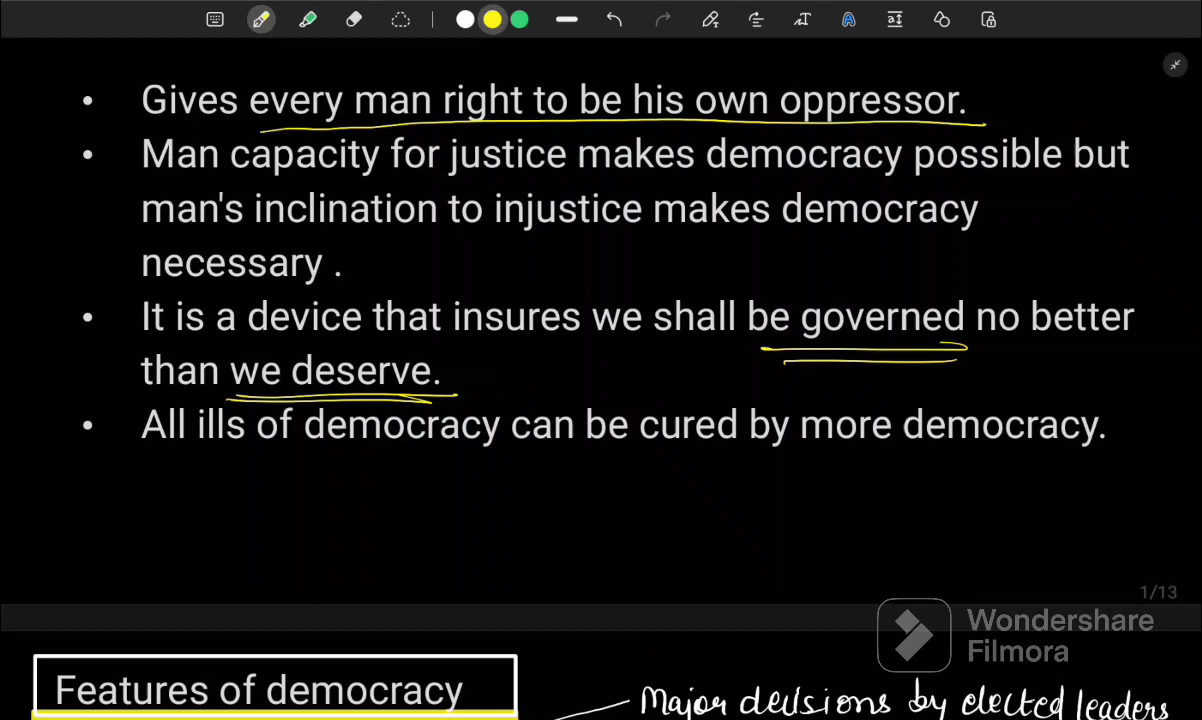 • Gives every man right to be his own oppressor.
• Man capacity for justice makes democracy possible but
man's inclination to injustice makes democracy
necessary .
• It is a device that insures we shall be governed no better
than we deserve.
• All ills of democracy can be cured by more democracy.
1/13
Wondershare
Filmora
Features of democracy
Major decisions by elected leaders